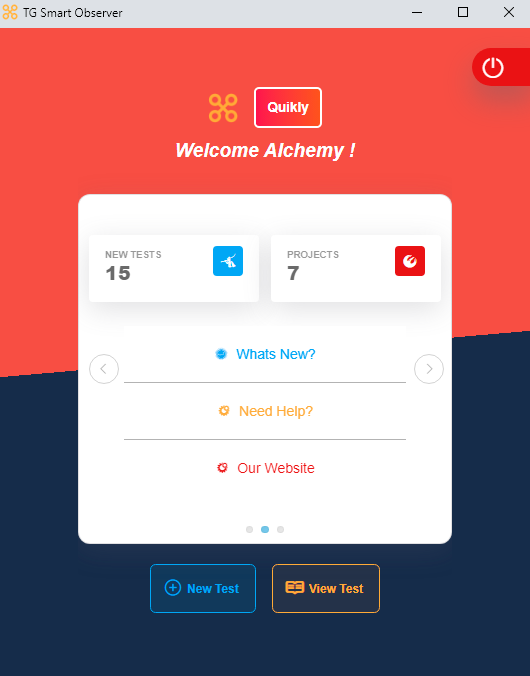 TG Smart Observer
Quikly
Welcome Alchemy !
NEW TESTS
15
PROJECTS
7
Whats New?
Need Help?
Our Website
New Test
View Test